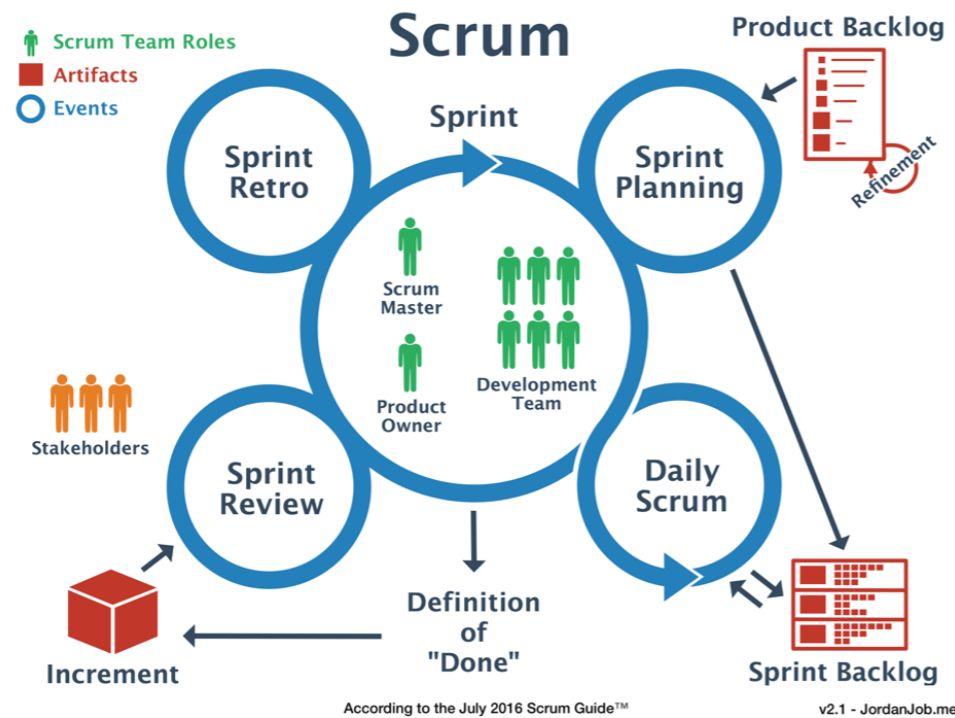 Scrum
Scrum Team Roles
Artifacts
Events
Product Backlog
Refinement
Sprint
Sprint
Retro
Sprint
Planning
Scrum
Master
Product
Owner
Development
Team
Stakeholders
Sprint
Review
Daily
Scrum
Increment
Definition
of
"Done"
Sprint Backlog
According to the July 2016 Scrum Guide™
v2.1 - JordanJob.me